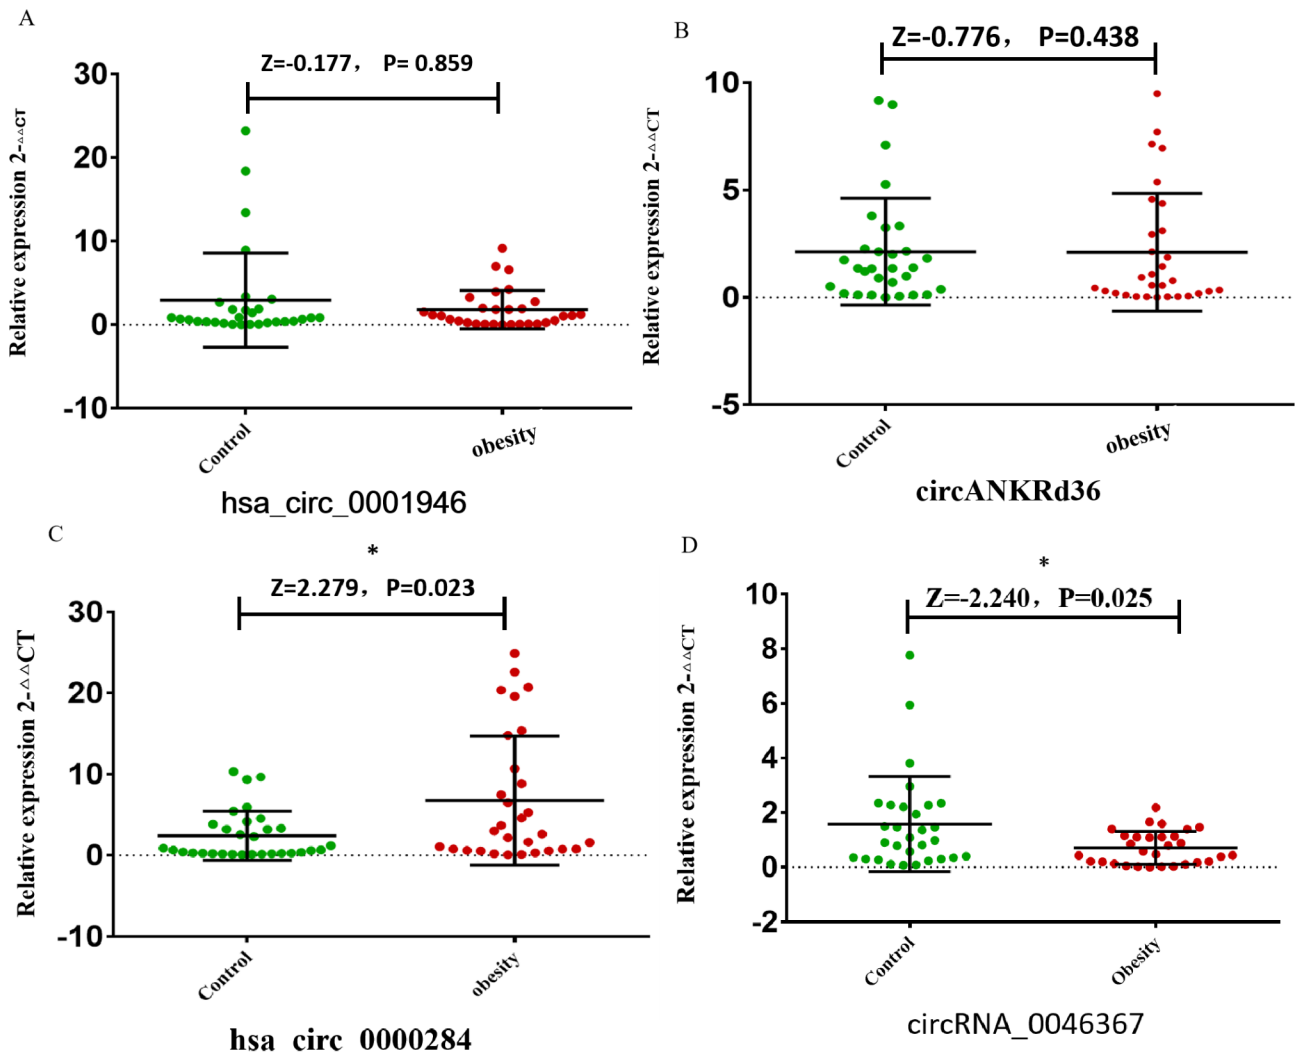 A
Z=-0.177， P= 0.859
30
20
10
0
-10
Relative expression 2-△△CT
Control
obesity
hsa_circ_0001946
B
Z=-0.776， P=0.438
10
5
0
-5
Relative expression 2-△△CT
Control
obesity
circANKRd36
C
*
Z=2.279， P=0.023
30
20
10
0
-10
Relative expression 2-△△CT
Control
obesity
hsa_circ_0000284
D
*
Z=-2.240，P=0.025
10
8
6
4
2
0
-2
Relative expression 2-△△CT
Control
Obesity
circRNA_0046367